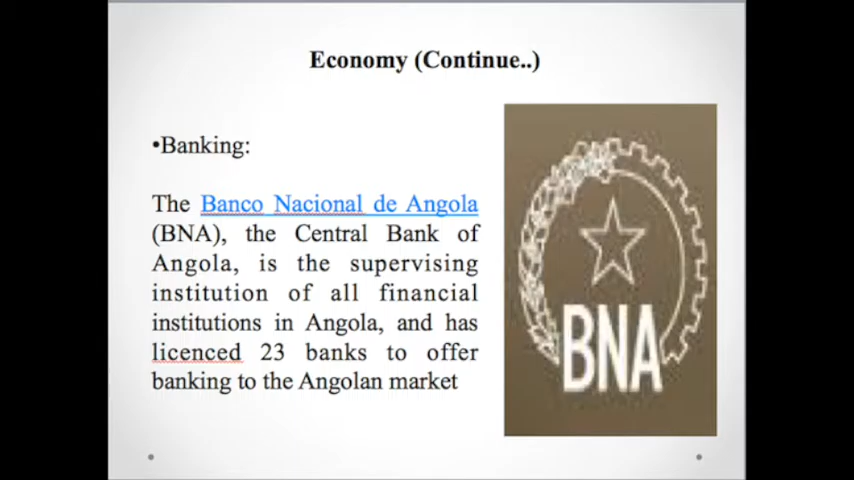 Economy (Continue..)
•Banking:
The Banco Nacional de Angola
(BNA), the Central Bank of
Angola, is the supervising
institution of all financial
institutions in Angola, and has
licenced 23 banks to offer
banking to the Angolan market
BNA